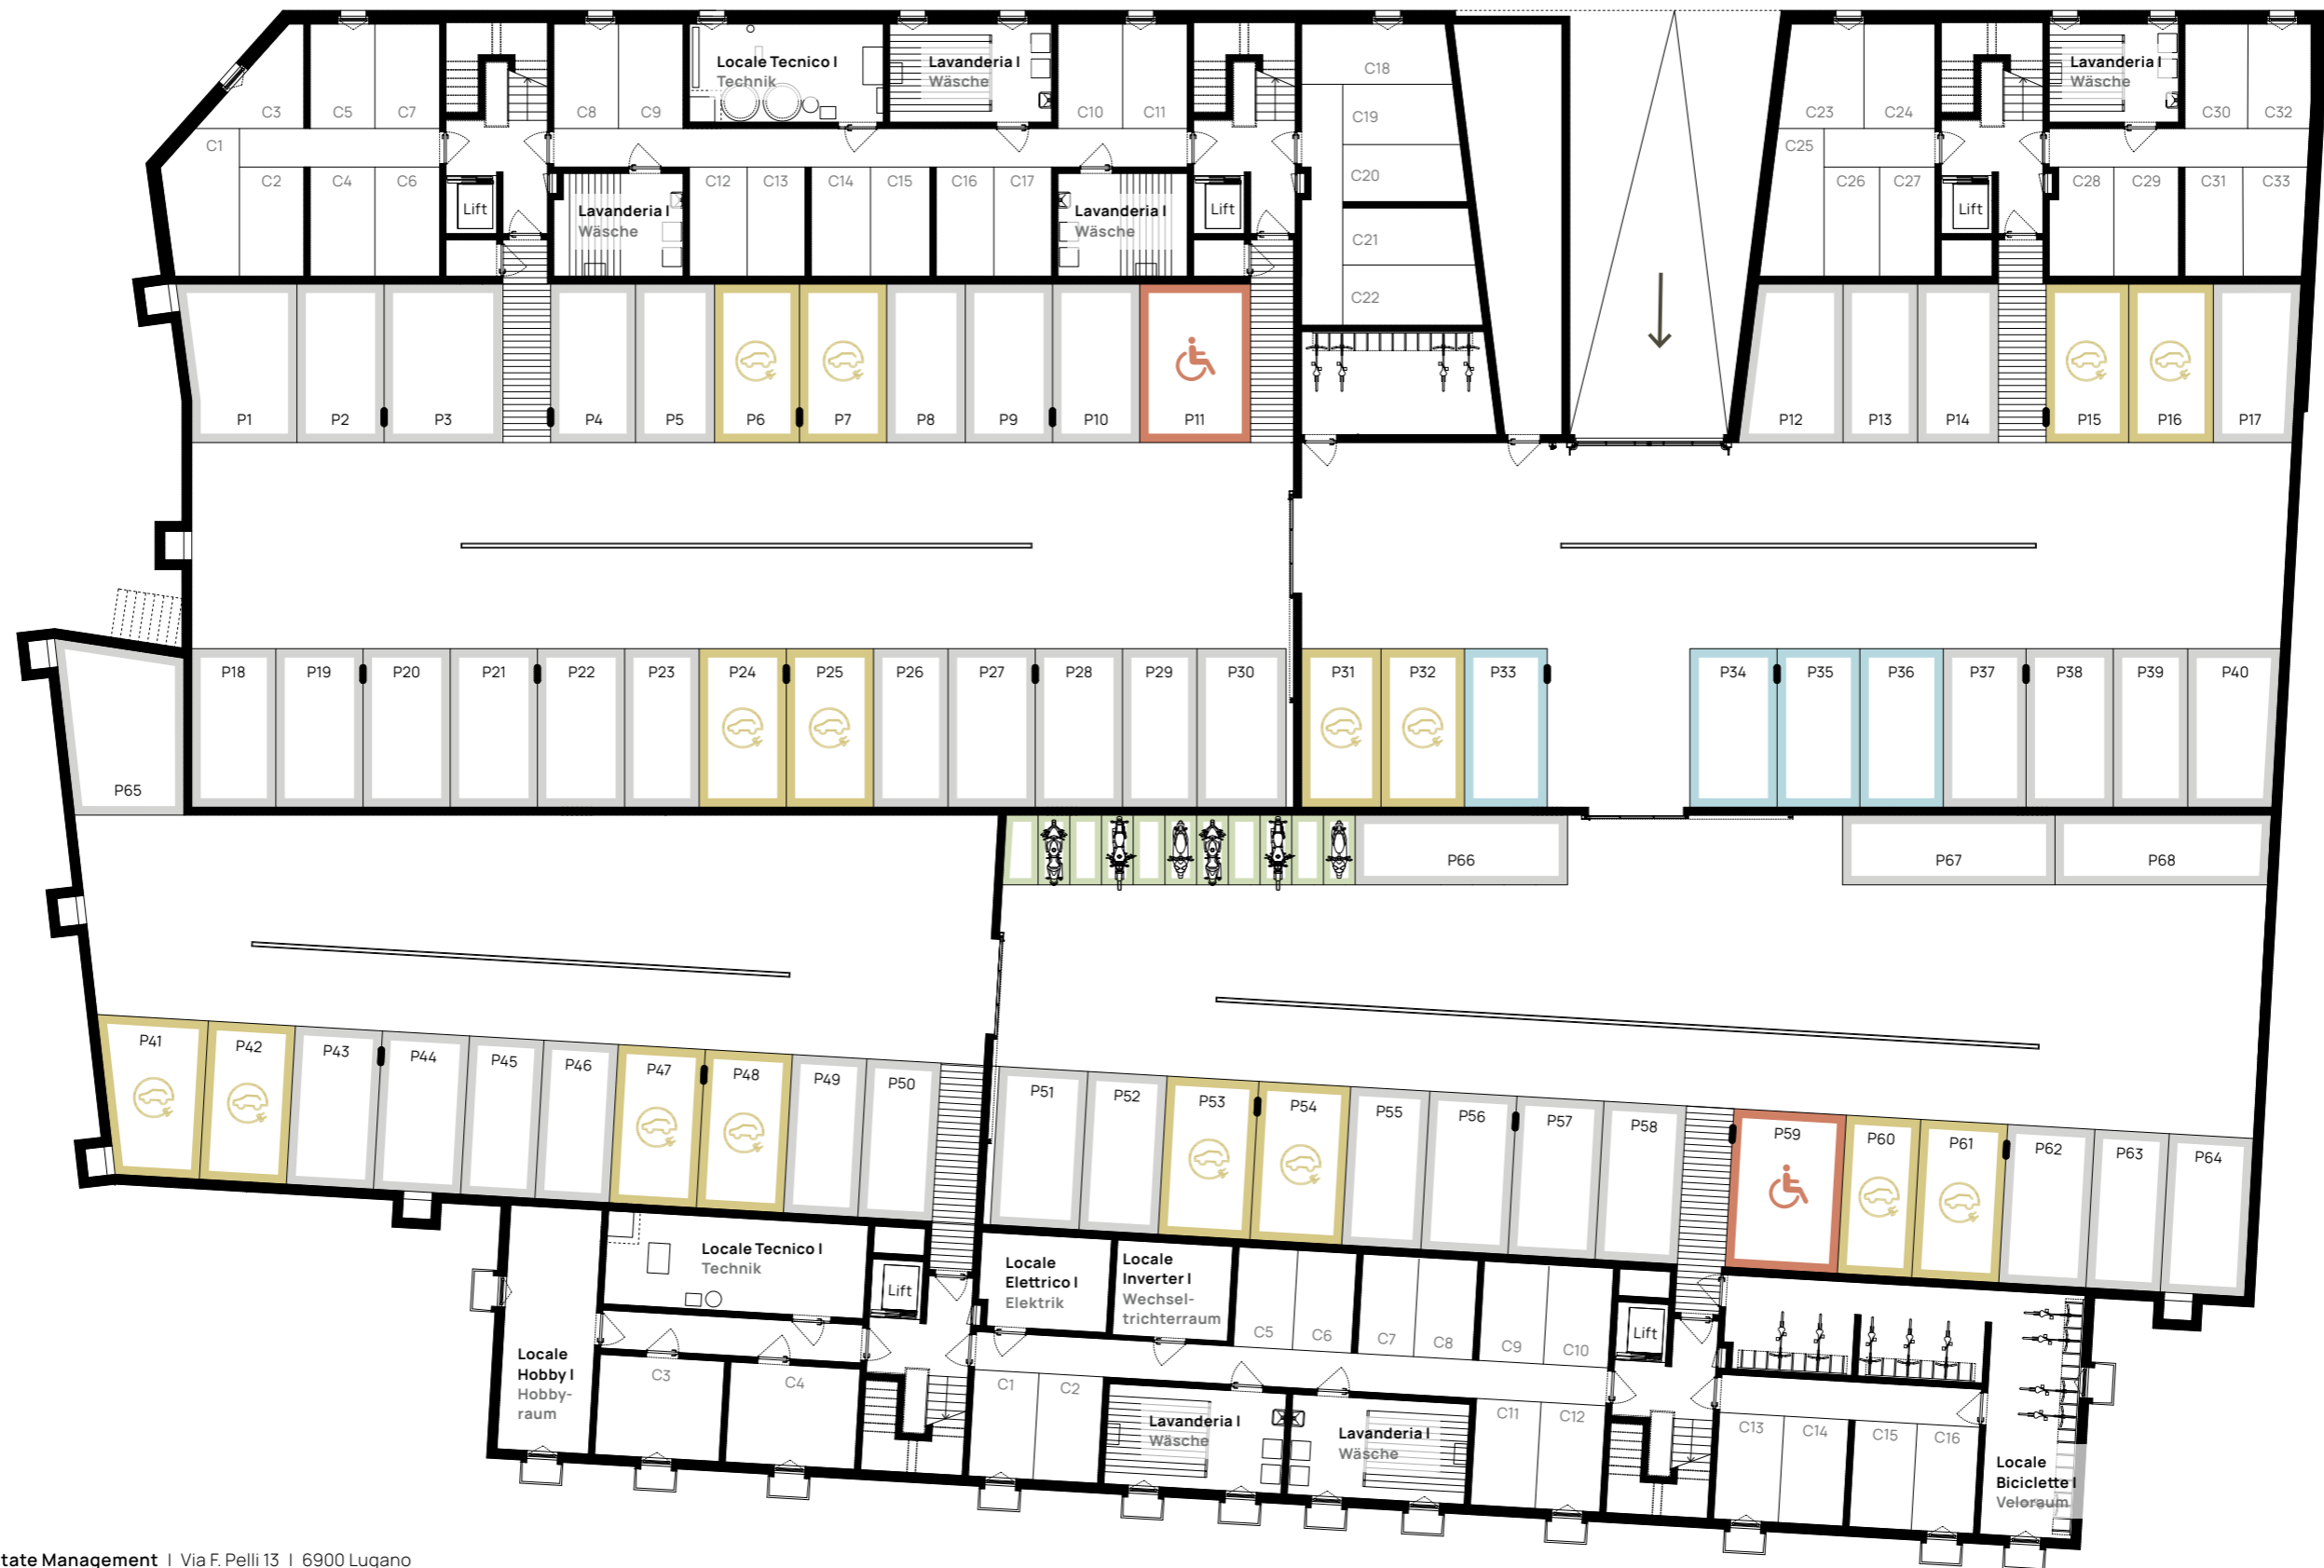 Locale Tecnico I
Technik
Lavanderia I
Wäsche
Lavanderia I
Wäsche
C18
C3
C5
C7
C8
C9
C10
C11
C23
C24
C30
C32
C19
C1
C25
C20
C2
C4
C6
C12
C13
C14
C15
C16
C17
C26
C27
C28
C29
C31
C33
Lift
Lavanderia I
Wäsche
Lavanderia I
Wäsche
Lift
Lift
C21
C22
P1
P2
P3
P4
P5
P6
P7
P8
P9
P10
P11
P12
P13
P14
P15
P16
P17
P18
P19
P20
P21
P22
P23
P24
P25
P26
P27
P28
P29
P30
P31
P32
P33
P34
P35
P36
P37
P38
P39
P40
P65
P66
P67
P68
P41
P42
P43
P44
P45
P46
P47
P48
P49
P50
P51
P52
P53
P54
P55
P56
P57
P58
P59
P60
P61
P62
P63
P64
Locale Tecnico I
Technik
Lift
Locale
Elettrico I
Elektrik
Locale
Inverter I
Wechsel-
trichterraum
C5
C6
C7
C8
C9
C10
Lift
Locale
Hobby I
Hobby-
raum
C3
C4
C1
C2
Lavanderia I
Wäsche
Lavanderia I
Wäsche
C11
C12
C13
C14
C15
C16
Locale
Biciclette I
Veloraum
tate Management | Via F. Pelli 13 | 6900 Lugano